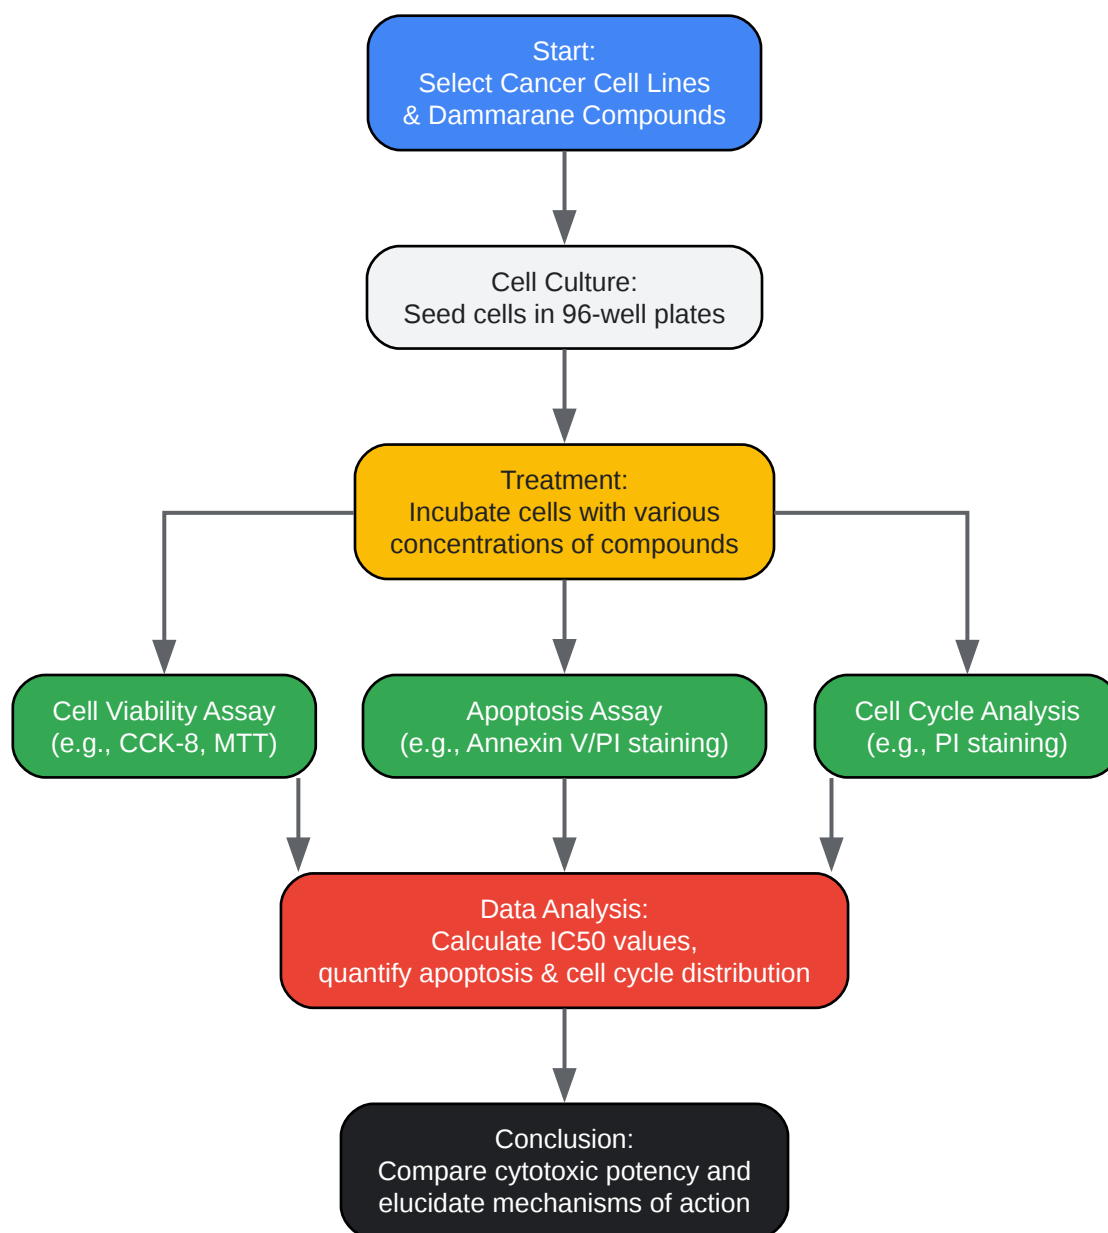 Start:
Select Cancer Cell Lines
& Dammarane Compounds
Cell Culture:
Seed cells in 96-well plates
Treatment:
Incubate cells with various
concentrations of compounds
Cell Viability Assay
(e.g., CCK-8, MTT)
Apoptosis Assay
(e.g., Annexin V/PI staining)
Cell Cycle Analysis
(e.g., PI staining)
Data Analysis:
Calculate IC50 values,
quantify apoptosis & cell cycle distribution
Conclusion:
Compare cytotoxic potency and
elucidate mechanisms of action